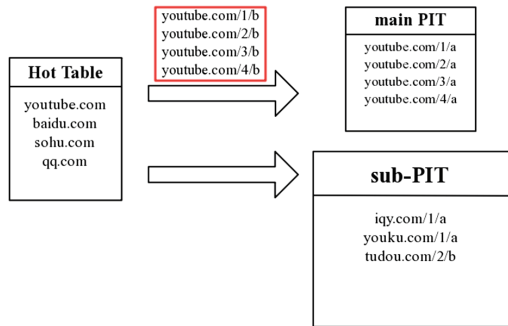 youtube.com/1/b
youtube.com/2/b
youtube.com/3/b
youtube.com/4/b
Hot Table
youtube.com
baidu.com
sohu.com
qq.com
main PIT
youtube.com/1/a
youtube.com/2/a
youtube.com/3/a
youtube.com/4/a
sub-PIT
iqy.com/1/a
youku.com/1/a
tudou.com/2/b